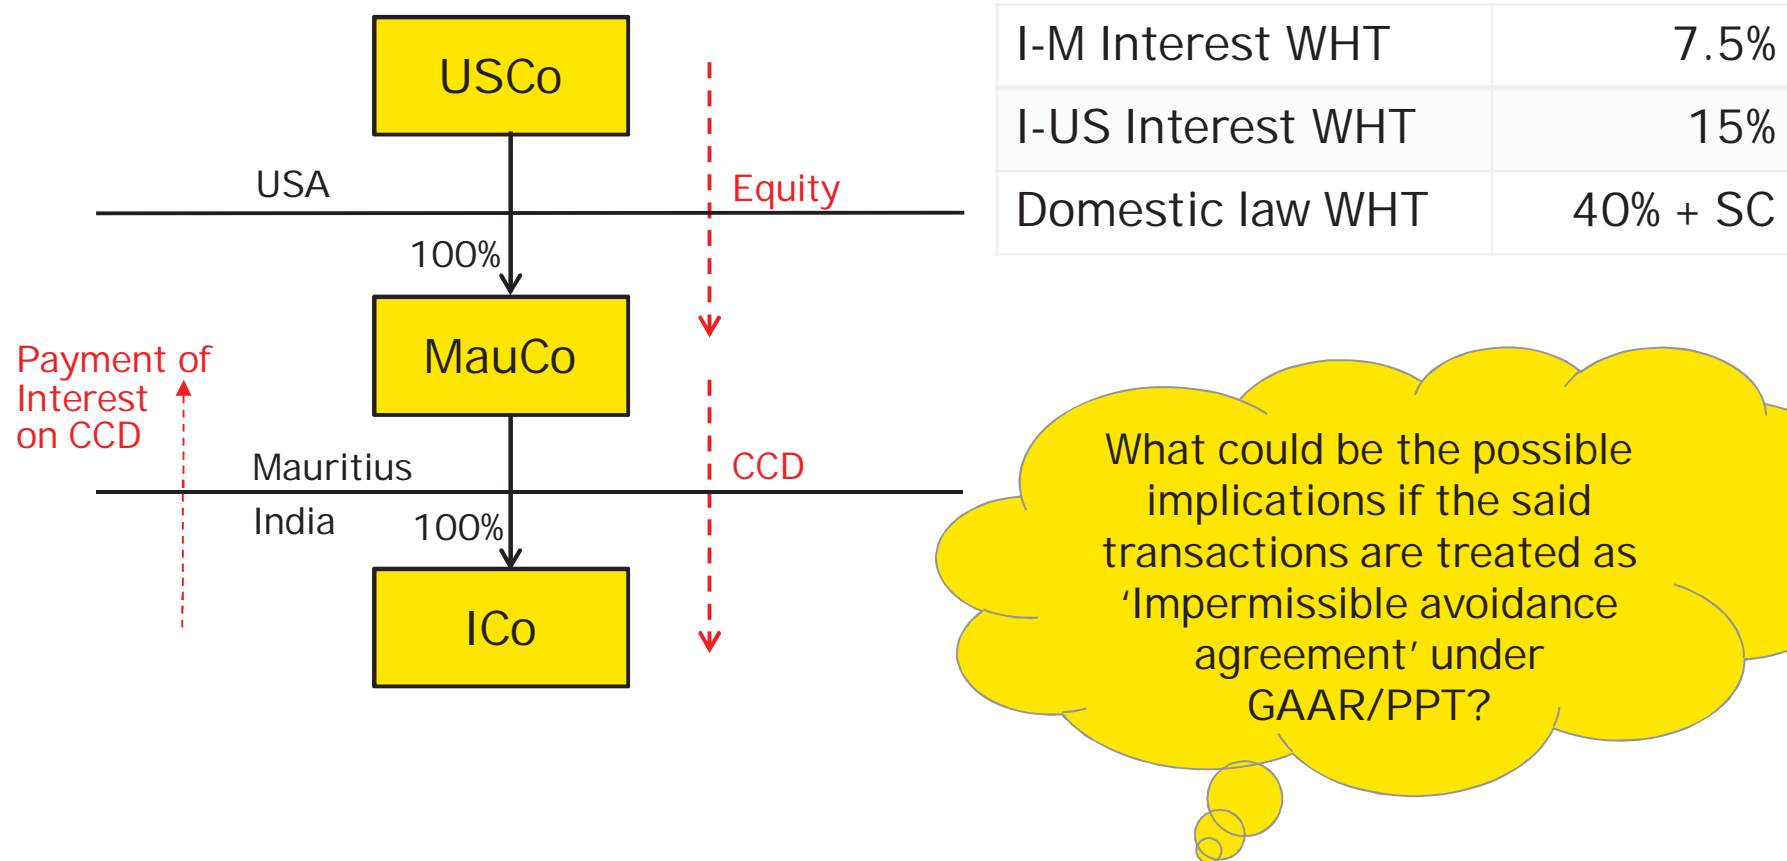 USCo
USA
Equity
100%
MauCo
Payment of
Interest
on CCD
Mauritius
CCD
India
100%
ICo
I-M Interest WHT 7.5%
I-US Interest WHT 15%
Domestic law WHT 40% + SC
What could be the possible
implications if the said
transactions are treated as
‘Impermissible avoidance
agreement’ under
GAAR/PPT?